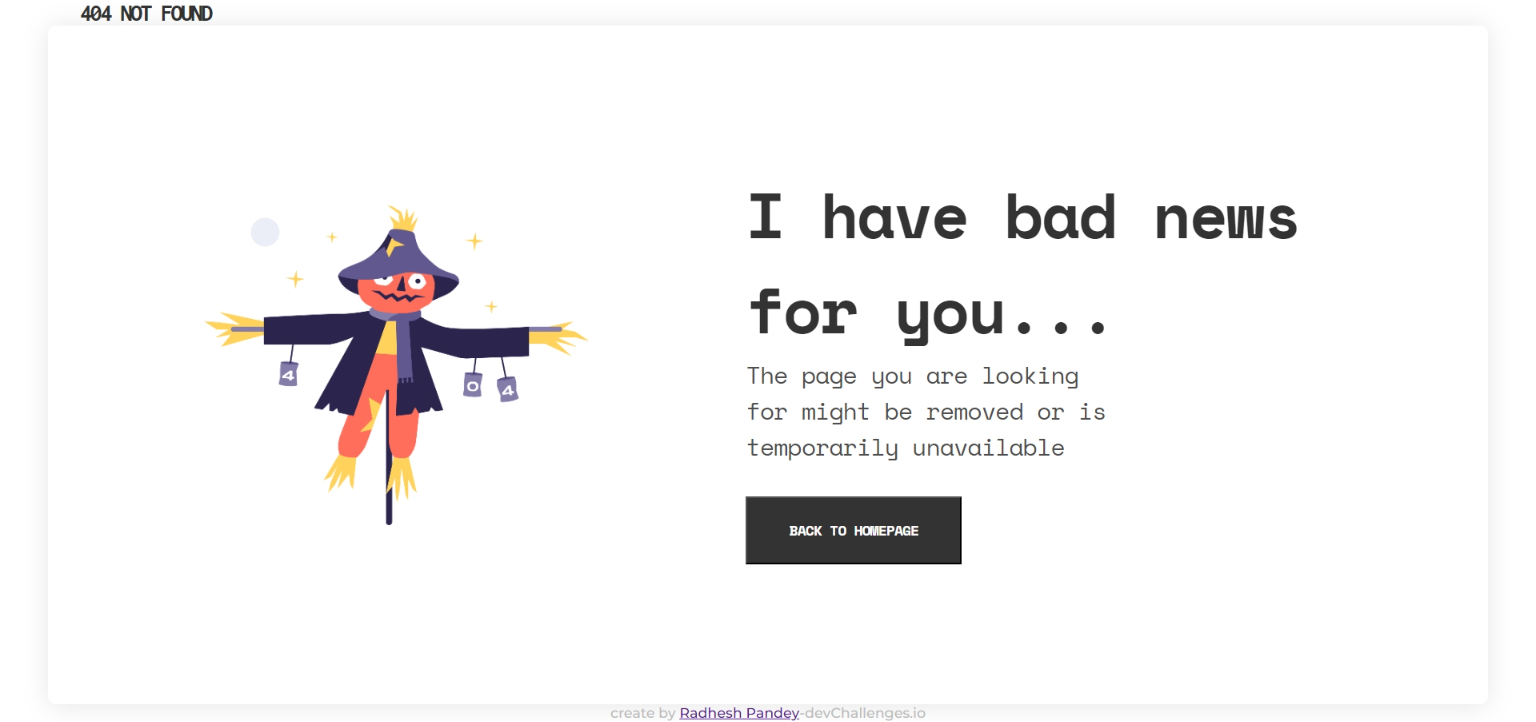 404 NOT FOUND
I have bad news
for you...
The page you are looking
for might be removed or is
temporarily unavailable
4
0
4
BACK TO HOMEPAGE
create by Radhesh Pandey-devChallenges.io